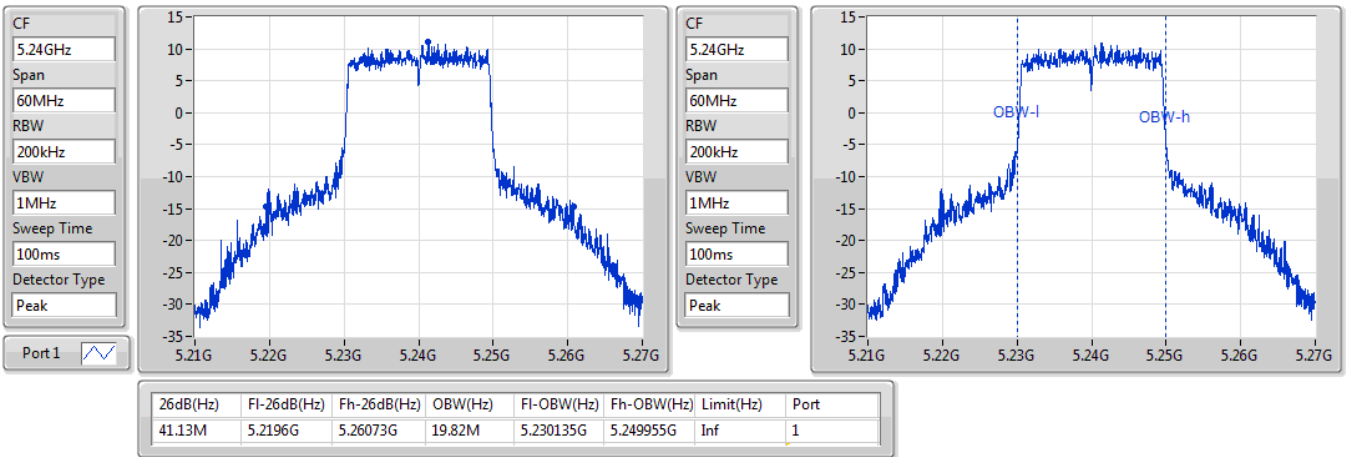 CF
5.24GHz
Span
60MHz
RBW
200kHz
VBW
1MHz
Sweep Time
100ms
Detector Type
Peak
Port 1
15
10
5
0
-5
-10
-15
-20
-25
-30
-35
5.21G 5.22G 5.23G 5.24G 5.25G 5.26G 5.27G
CF
5.24GHz
Span
60MHz
RBW
200kHz
VBW
1MHz
Sweep Time
100ms
Detector Type
Peak
15
10
5
0
-5
-10
-15
-20
-25
-30
-35
OBW-l
OBW-h
5.21G 5.22G 5.23G 5.24G 5.25G 5.26G 5.27G
26dB(Hz) Fl-26dB(Hz) Fh-26dB(Hz) OBW(Hz) Fl-OBW(Hz) Fh-OBW(Hz) Limit(Hz) Port
41.13M 5.2196G 5.26073G 19.82M 5.230135G 5.249955G Inf 1